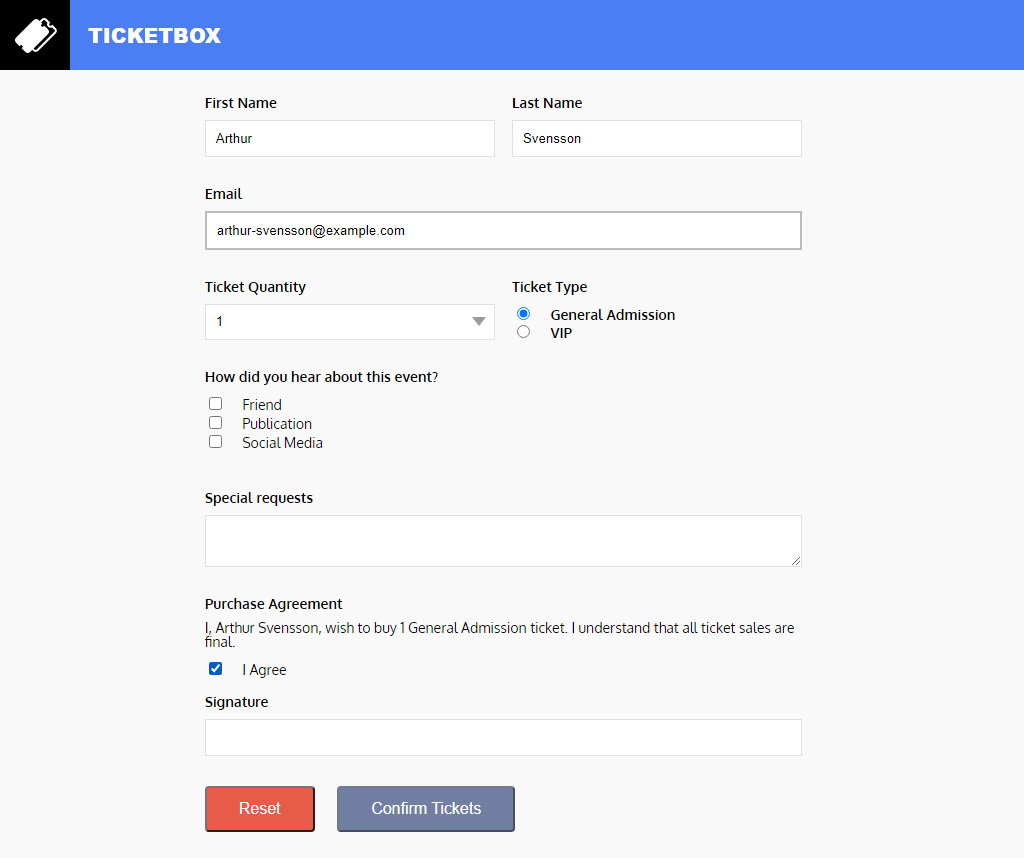 TICKETBOX
First Name Last Name
Arthur Svensson
Email
arthur-svensson@example.com
Ticket Quantity Ticket Type
1 General Admission
VIP
How did you hear about this event?
Friend
Publication
Social Media
Special requests
Purchase Agreement
I, Arthur Svensson, wish to buy 1 General Admission ticket. I understand that all ticket sales are
final.
I Agree
Signature
Reset Confirm Tickets